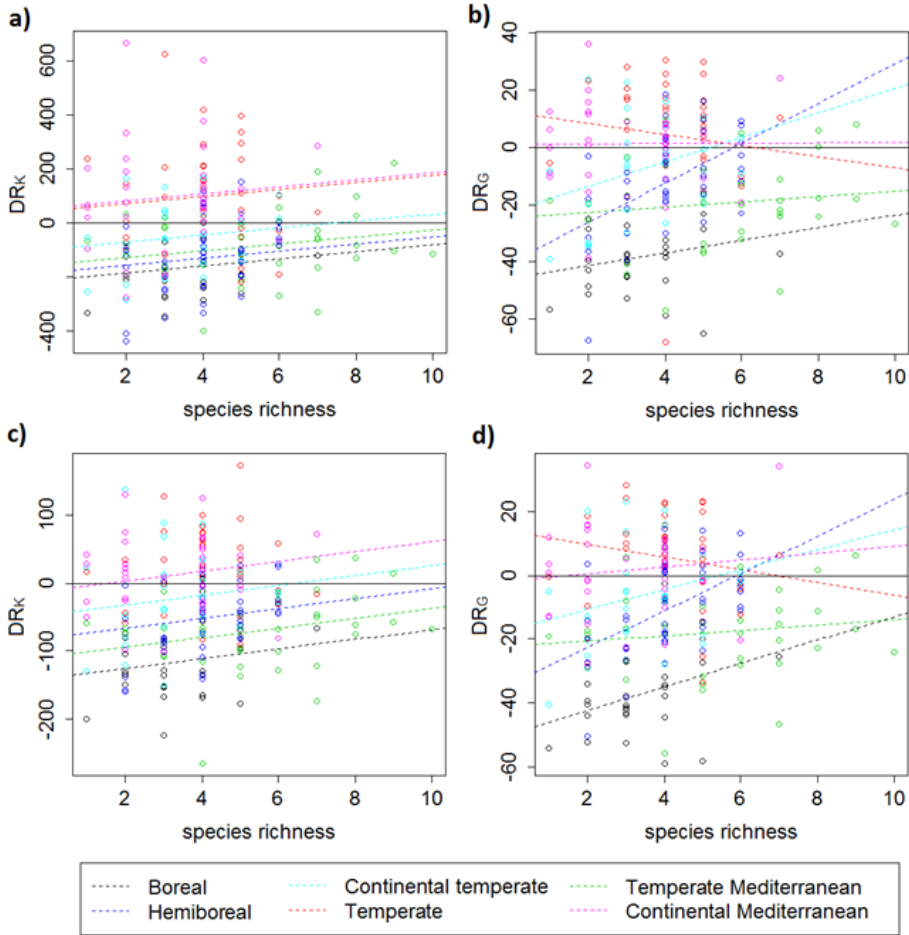 a)
600
400
200
0
-400
DRK
2
4
6
8
10
species richness
b)
40
20
0
-20
-40
-60
DRG
2
4
6
8
10
species richness
c)
100
0
-100
-200
DRK
2
4
6
8
10
species richness
d)
20
0
-20
-40
-60
DRG
2
4
6
8
10
species richness
Boreal
Continental temperate
Temperate Mediterranean
Hemiboreal
Temperate
Continental Mediterranean